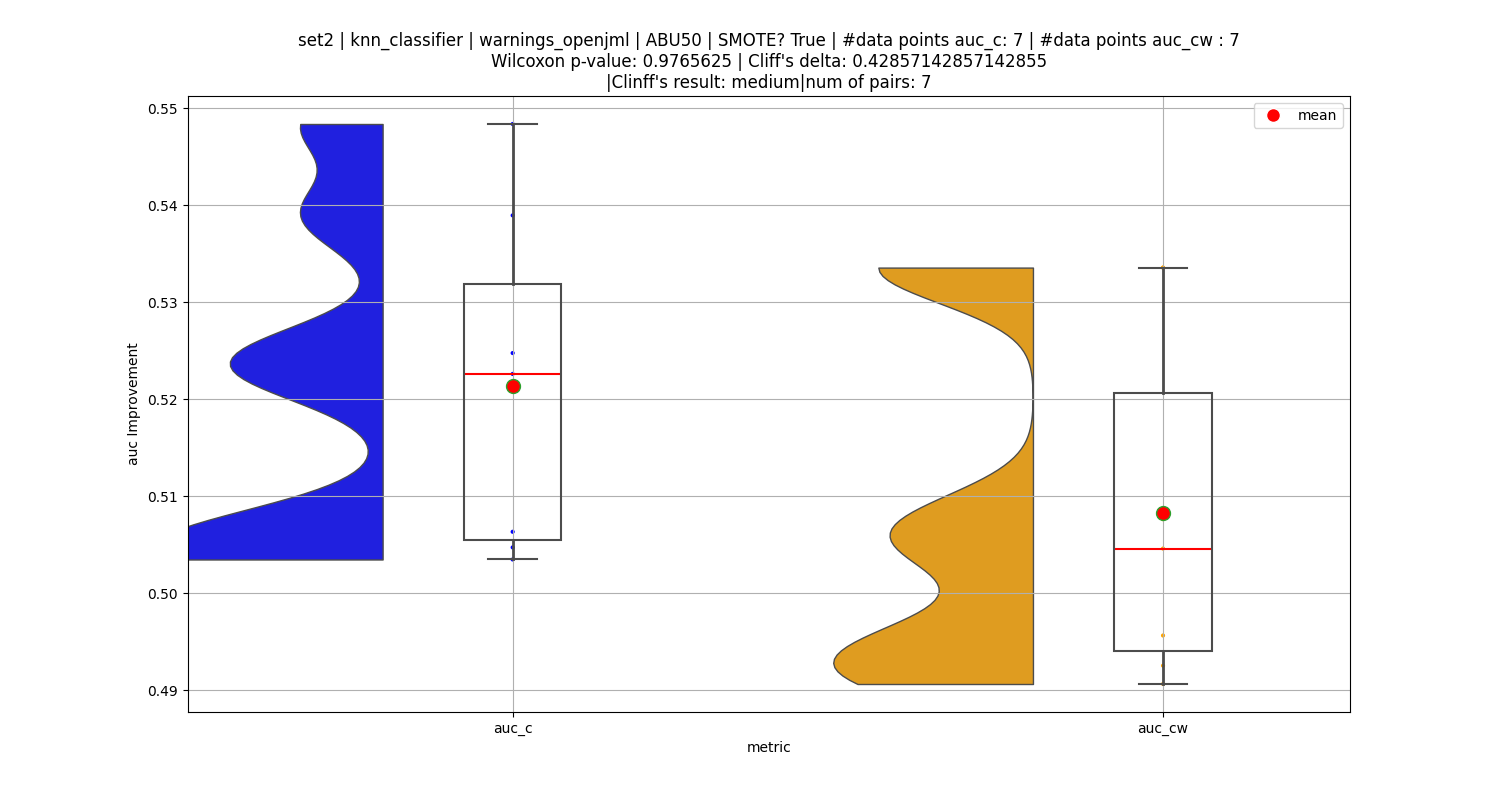 set2 | knn_classifier | warnings_openjml | ABU50 | SMOTE? True | #data points auc_c: 7 | #data points auc_cw : 7
Wilcoxon p-value: 0.9765625 | Cliff's delta: 0.42857142857142855
|Clinff's result: medium|num of pairs: 7
mean
0.55
0.54
0.53
0.52
0.51
0.50
0.49
auc Improvement
auc_c
auc_cw
metric